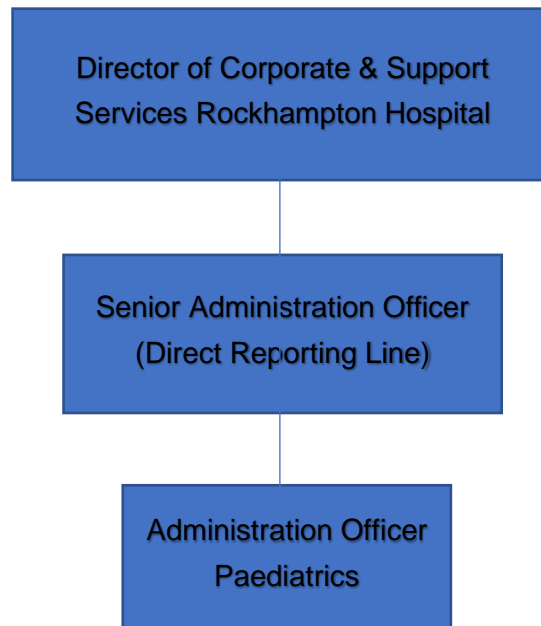 Director of Corporate & Support
Services Rockhampton Hospital
Senior Administration Officer
(Direct Reporting Line)
Administration Officer
Paediatrics